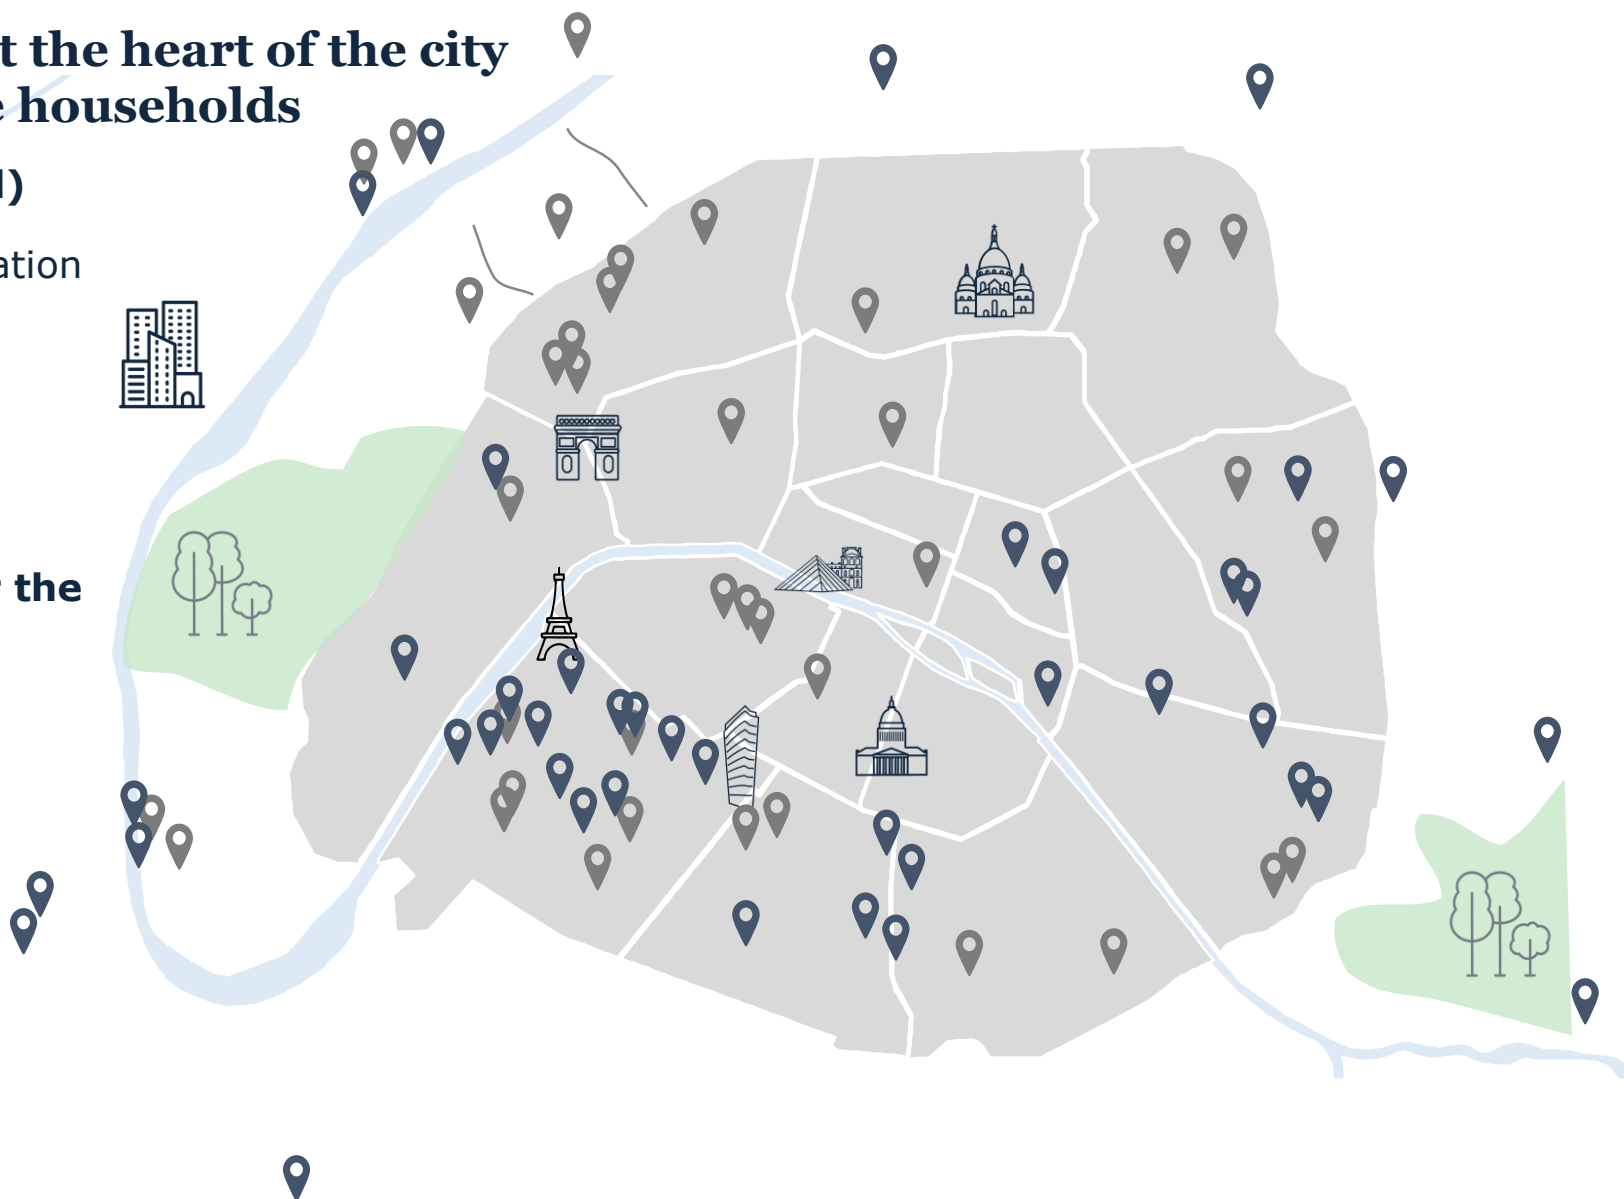 t the heart of the city
households
)
ation
the